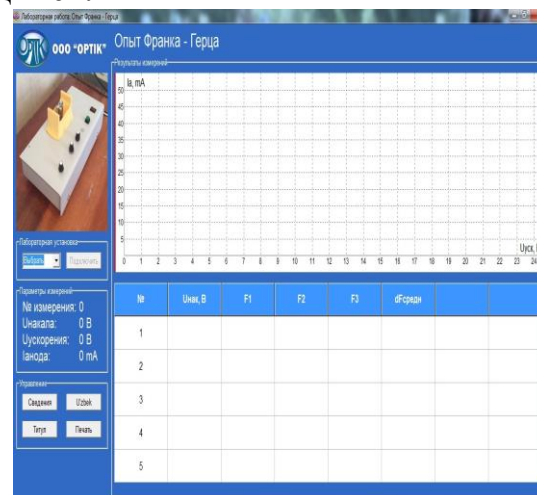 Лабораторная работа: Опыт Франка - Герца
ООО "OPTIK"
Опыт Франка - Герца
Результаты измерений
Ia, mA
50
45
40
35
30
25
20
15
10
5
Uуск,
0 1 2 3 4 5 6 7 8 9 10 11 12 13 14 15 16 17 18 19 20 21 22 23 24
Лабораторная установка
Выбрать Подключить
Параметры измерений
№ измерения: 0
Uнакала: 0 В
Uускорения: 0 В
Iанода: 0 mA
Управление
Сведения Uzbek
Титул Печать
№ Uнак, В F1 F2 F3 dFсредн
1
2
3
4
5